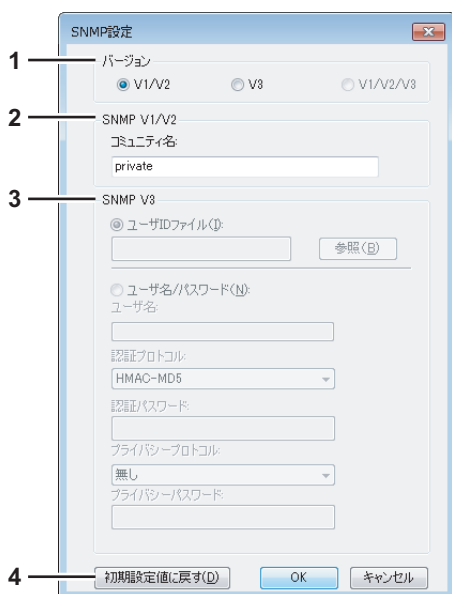 SNMP設定
1
バージョン
V1/V2 V3 V1/V2/V3
2
SNMP V1/V2
コミュニティ名:
private
3
SNMP V3
ユーザIDファイル(I):
参照(B)
ユーザ名/パスワード(N):
ユーザ名:
認証プロトコル:
HMAC-MD5
認証パスワード:
プライバシープロトコル:
無し
プライバシーパスワード:
4
初期設定値に戻す(D) OK キャンセル